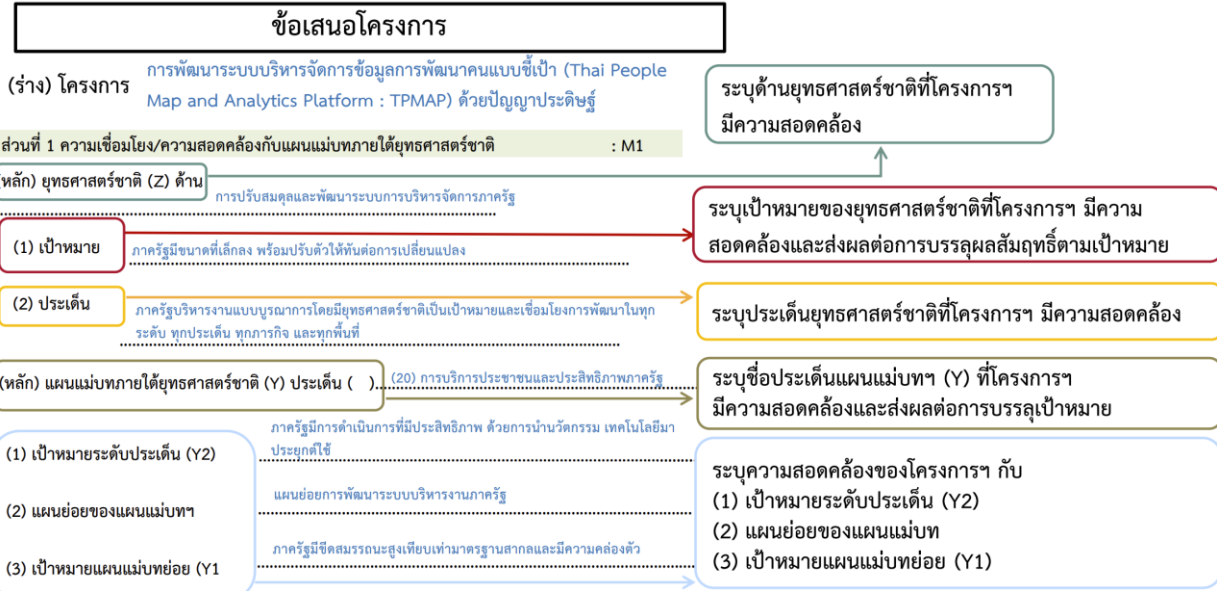 ข้อเสนอโครงการ
(ร่าง) โครงการ
การพัฒนาระบบบริหารจัดการข้อมูลการพัฒนาคนแบบชี้เป้า (Thai People
Map and Analytics Platform : TPMAP) ด้วยปัญญาประดิษฐ์
ระบุด้านยุทธศาสตร์ชาติที่โครงการฯ
มีความสอดคล้อง
ส่วนที่ 1 ความเชื่อมโยง/ความสอดคล้องกับแผนแม่บทภายใต้ยุทธศาสตร์ชาติ : M1
(หลัก) ยุทธศาสตร์ชาติ (Z) ด้าน
การปรับสมดุลและพัฒนาระบบการบริหารจัดการภาครัฐ
(1) เป้าหมาย
ภาครัฐมีขนาดที่เล็กลง พร้อมปรับตัวให้ทันต่อการเปลี่ยนแปลง
ระบุเป้าหมายของยุทธศาสตร์ชาติที่โครงการฯ มีความ
สอดคล้องและส่งผลต่อการบรรลุผลสัมฤทธิ์ตามเป้าหมาย
(2) ประเด็น
ภาครัฐบริหารงานแบบบูรณาการโดยมียุทธศาสตร์ชาติเป็นเป้าหมายและเชื่อมโยงการพัฒนาในทุก
ระดับ ทุกประเด็น ทุกภารกิจ และทุกพื้นที่
ระบุประเด็นยุทธศาสตร์ชาติที่โครงการฯ มีความสอดคล้อง
(หลัก) แผนแม่บทภายใต้ยุทธศาสตร์ชาติ (Y) ประเด็น ( )
(20) การบริการประชาชนและประสิทธิภาพภาครัฐ
ระบุชื่อประเด็นแผนแม่บทฯ (Y) ที่โครงการฯ
มีความสอดคล้องและส่งผลต่อการบรรลุเป้าหมาย
(1) เป้าหมายระดับประเด็น (Y2)
ภาครัฐมีการดำเนินการที่มีประสิทธิภาพ ด้วยการนำนวัตกรรม เทคโนโลยีมา
ประยุกต์ใช้
(2) แผนย่อยของแผนแม่บทฯ
แผนย่อยการพัฒนาระบบบริหารงานภาครัฐ
(3) เป้าหมายแผนแม่บทย่อย (Y1
ภาครัฐมีขีดสมรรถนะสูงเทียบเท่ามาตรฐานสากลและมีความคล่องตัว
ระบุความสอดคล้องของโครงการฯ กับ
(1) เป้าหมายระดับประเด็น (Y2)
(2) แผนย่อยของแผนแม่บท
(3) เป้าหมายแผนแม่บทย่อย (Y1)